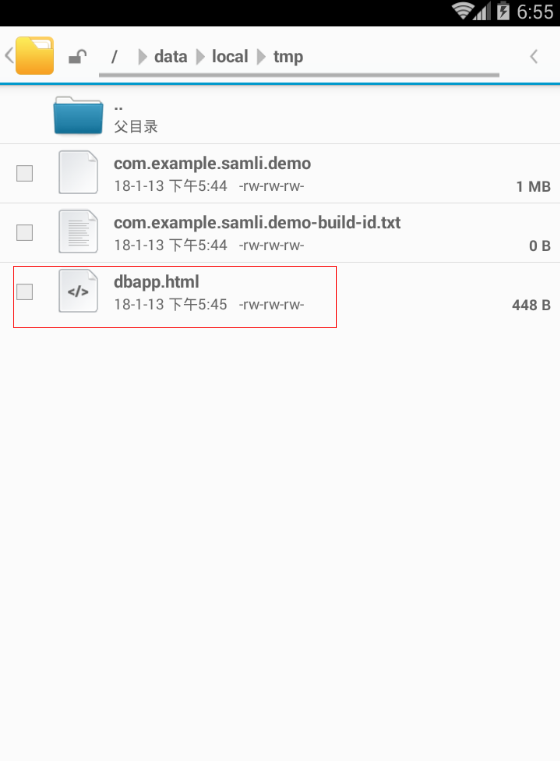 6:55
/ data local tmp
..
父目录
com.example.samli.demo
18-1-13 下午5:44 -rw-rw-rw-
1 MB
com.example.samli.demo-build-id.txt
18-1-13 下午5:44 -rw-rw-rw-
0 B
</>
dbapp.html
18-1-13 下午5:45 -rw-rw-rw-
448 B